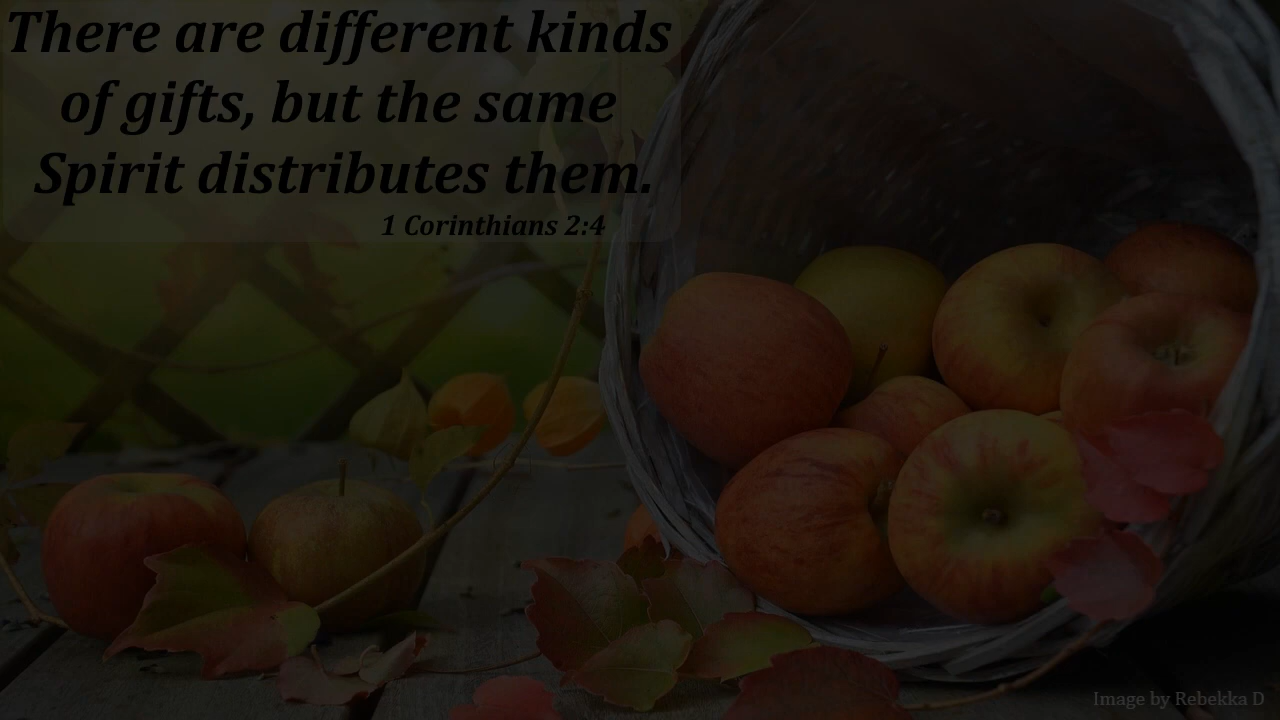 There are different kinds
of gifts, but the same
Spirit distributes them.
1 Corinthians 2:4
Image by Rebekka D